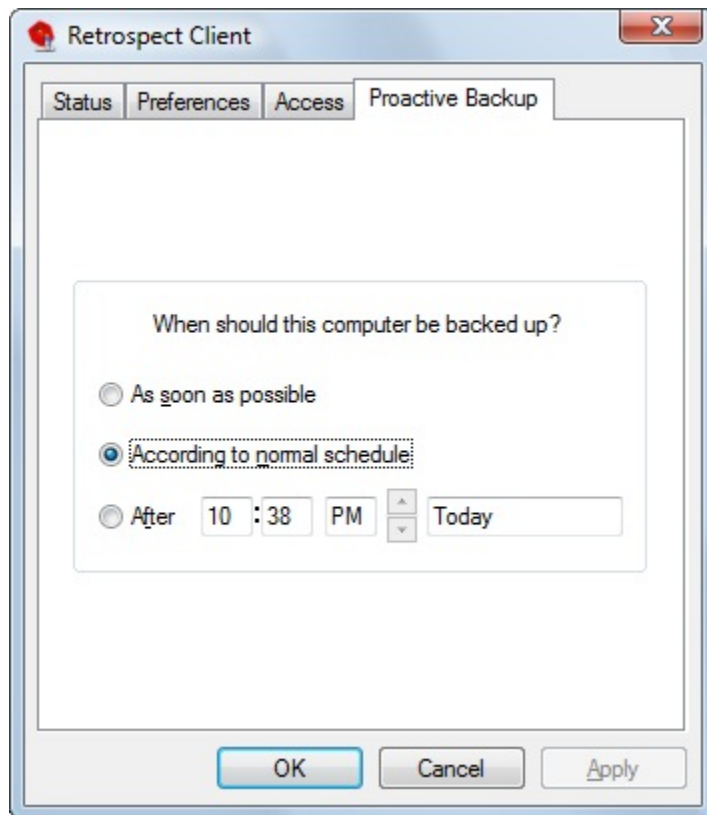 Retrospect Client
Status Preferences Access Proactive Backup
When should this computer be backed up?
As soon as possible
According to normal schedule
After 10 : 38 PM Today
OK Cancel Apply